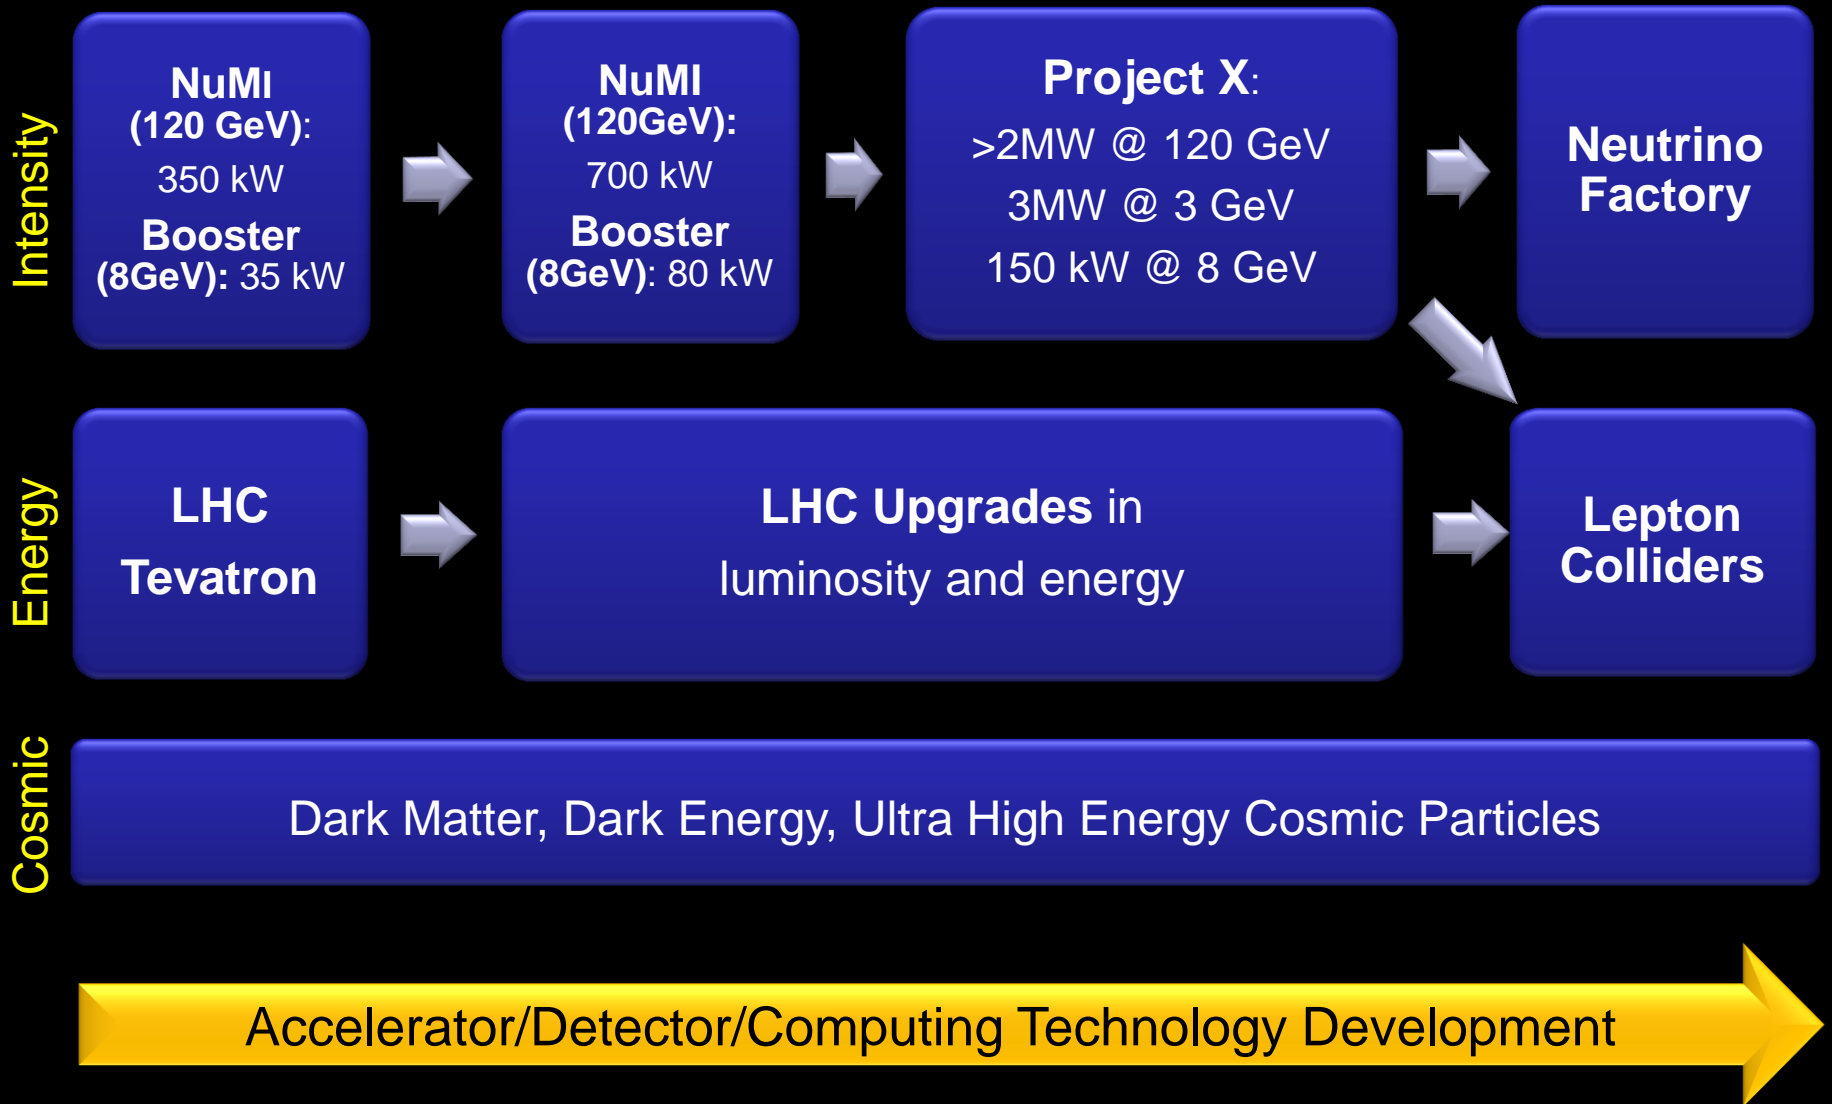 Intensity
NuMI
(120 GeV):
350 kW
Booster
(8GeV): 35 kW
NuMI
(120GeV):
700 kW
Booster
(8GeV): 80 kW
Project X:
>2MW @ 120 GeV
3MW @ 3 GeV
150 kW @ 8 GeV
Neutrino
Factory
Energy
LHC
Tevatron
LHC Upgrades in
luminosity and energy
Lepton
Colliders
Cosmic
Dark Matter, Dark Energy, Ultra High Energy Cosmic Particles
Accelerator/Detector/Computing Technology Development